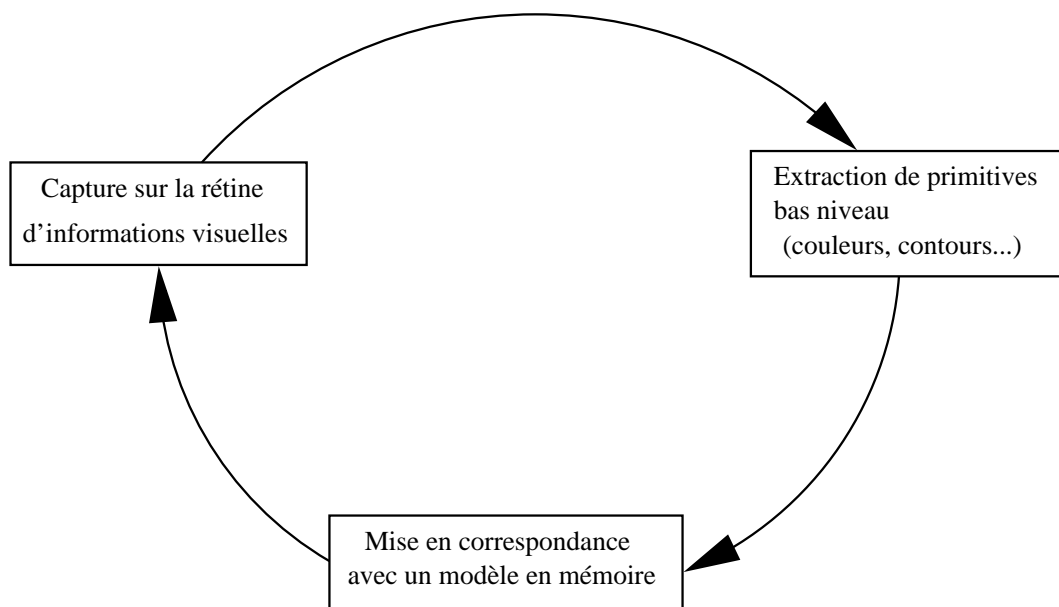 Capture sur la rétine
d’informations visuelles
Extraction de primitives
bas niveau
(couleurs, contours...)
Mise en correspondance
avec un modèle en mémoire